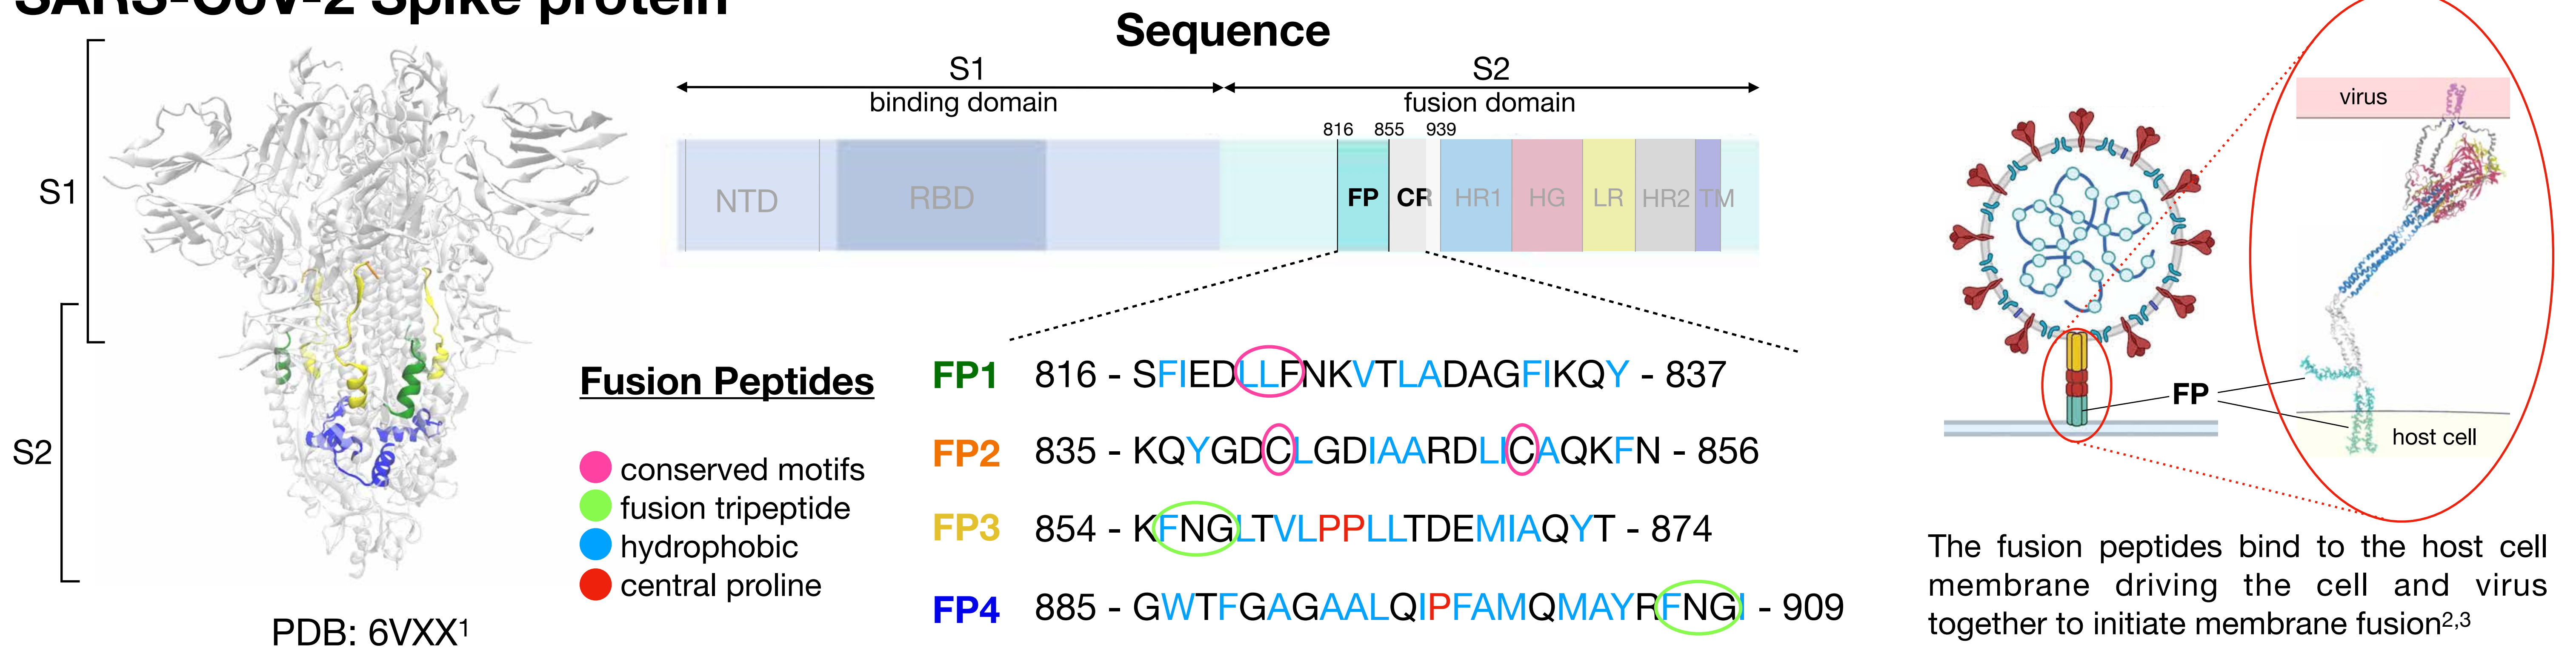 SARS-CoV-2 Spike protein
S1
S2
PDB: 6VXX1
Sequence
S1
S2
binding domain
fusion domain
816 855 939
NTD RBD FP CR HR1 HG LR HR2 TM
Fusion Peptides
conserved motifs
fusion tripeptide
hydrophobic
central proline
FP1 816 - SFIEDLLFNKVTLADAGFIKQY - 837
FP2 835 - KQYGDCLGDIAARDLICAQKFN - 856
FP3 854 - KFNGLTVLPPLLTDEMIAQYT - 874
FP4 885 - GWTFGAGAALQIPFAMQMAYRFNGI - 909
virus
FP
host cell
The fusion peptides bind to the host cell
membrane driving the cell and virus
together to initiate membrane fusion2,3